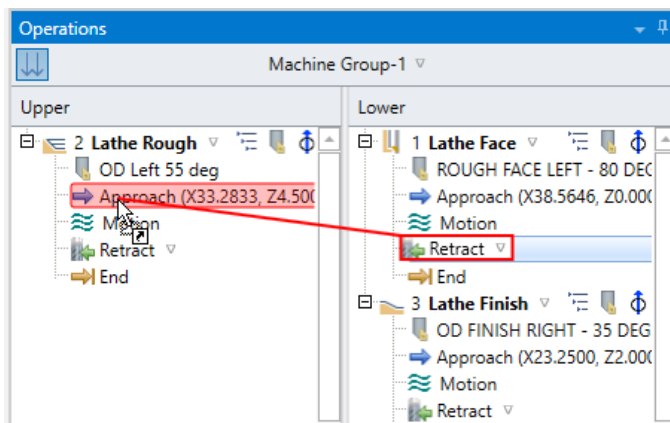 Operations
Machine Group-1
Upper
2 Lathe Rough
OD Left 55 deg
Approach (X33.2833, Z4.500
Motion
Retract
End
Lower
1 Lathe Face
ROUGH FACE LEFT - 80 DEG
Approach (X38.5646, Z0.000
Motion
Retract
End
3 Lathe Finish
OD FINISH RIGHT - 35 DEG
Approach (X23.2500, Z2.000
Motion
Retract